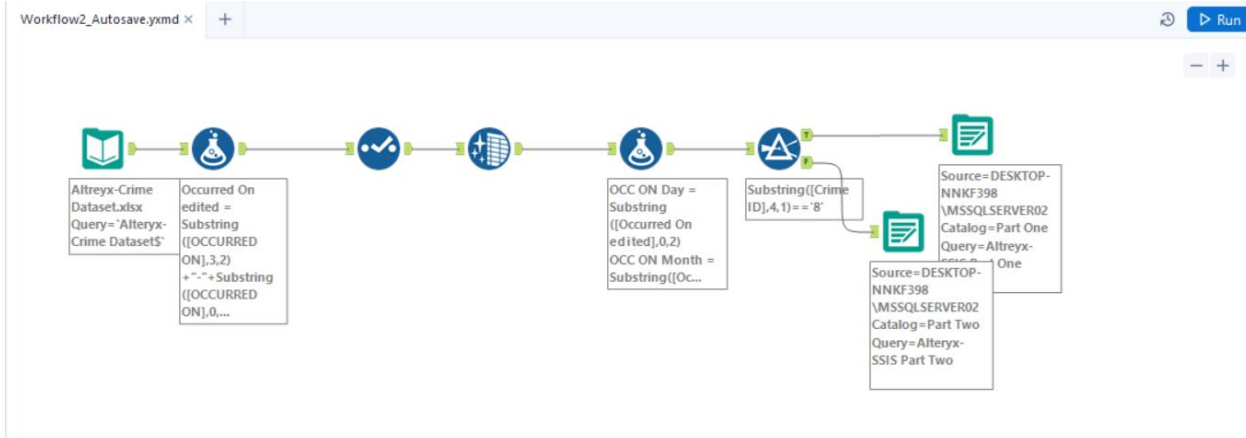 Workflow2_Autosave.yxmd × +
Run
− +
T
F
Altreyx-Crime
Dataset.xlsx
Query=`Alteryx-
Crime Dataset$`
Occurred On
edited =
Substring
([OCCURRED
ON],3,2)
+"-"+Substring
([OCCURRED
ON],0,...
OCC ON Day =
Substring
([Occurred On
edited],0,2)
OCC ON Month =
Substring([Oc...
Substring([Crime
ID],4,1)=='8'
Source=DESKTOP-
NNKF398
\MSSQLSERVER02
Catalog=Part One
Query=Altreyx-
One
Source=DESKTOP-
NNKF398
\MSSQLSERVER02
Catalog=Part Two
Query=Alteryx-
SSIS Part Two